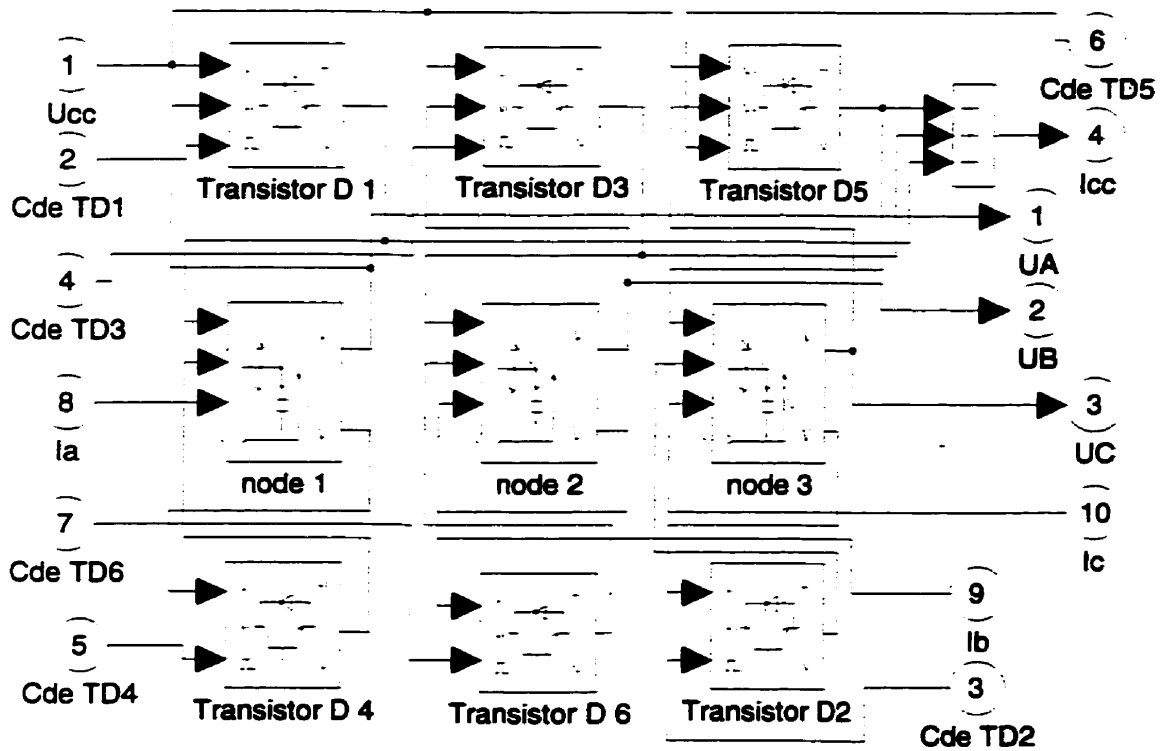 1
Ucc
2
Cde TD1
Transistor D 1
Transistor D3
Transistor D5
6
Cde TD5
4
Icc
1
UA
4
Cde TD3
2
UB
8
Ia
node 1
node 2
node 3
3
UC
7
Cde TD6
10
Ic
9
Ib
5
Cde TD4
Transistor D 4
Transistor D 6
Transistor D2
3
Cde TD2